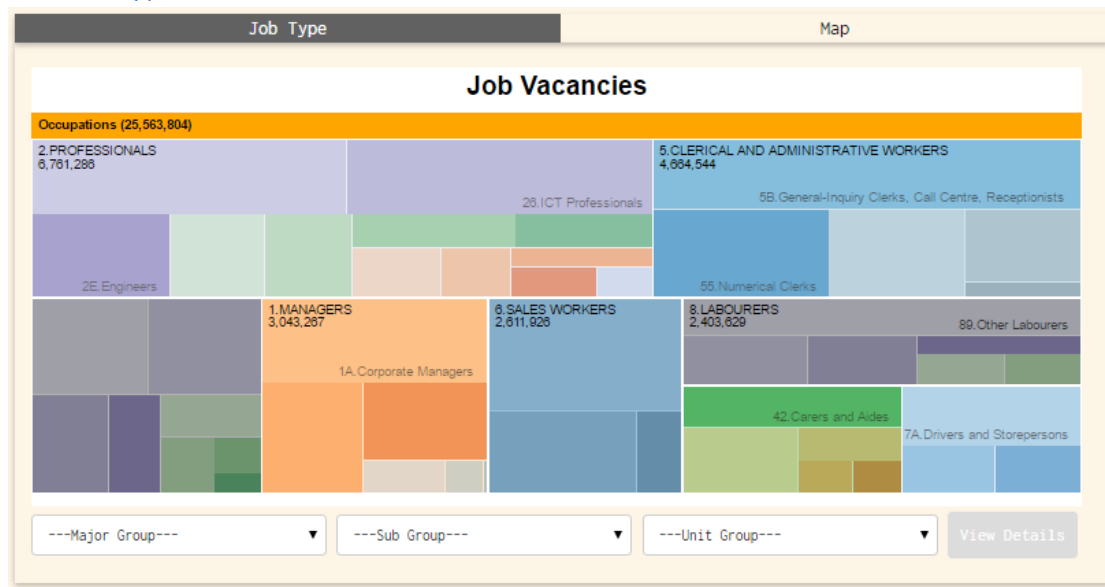 Job Type
Map
Job Vacancies
Occupations (25,563,804)
2.PROFESSIONALS
6,761,286
26.ICT Professionals
2E.Engineers
5.CLERICAL AND ADMINISTRATIVE WORKERS
4,664,544
5B.General-Inquiry Clerks, Call Centre, Receptionists
55.Numerical Clerks
1.MANAGERS
3,043,267
1A.Corporate Managers
6.SALES WORKERS
2,611,926
8.LABOURERS
2,403,629
89.Other Labourers
42.Carers and Aides
7A.Drivers and Storepersons
---Major Group---
---Sub Group---
---Unit Group---
View Details